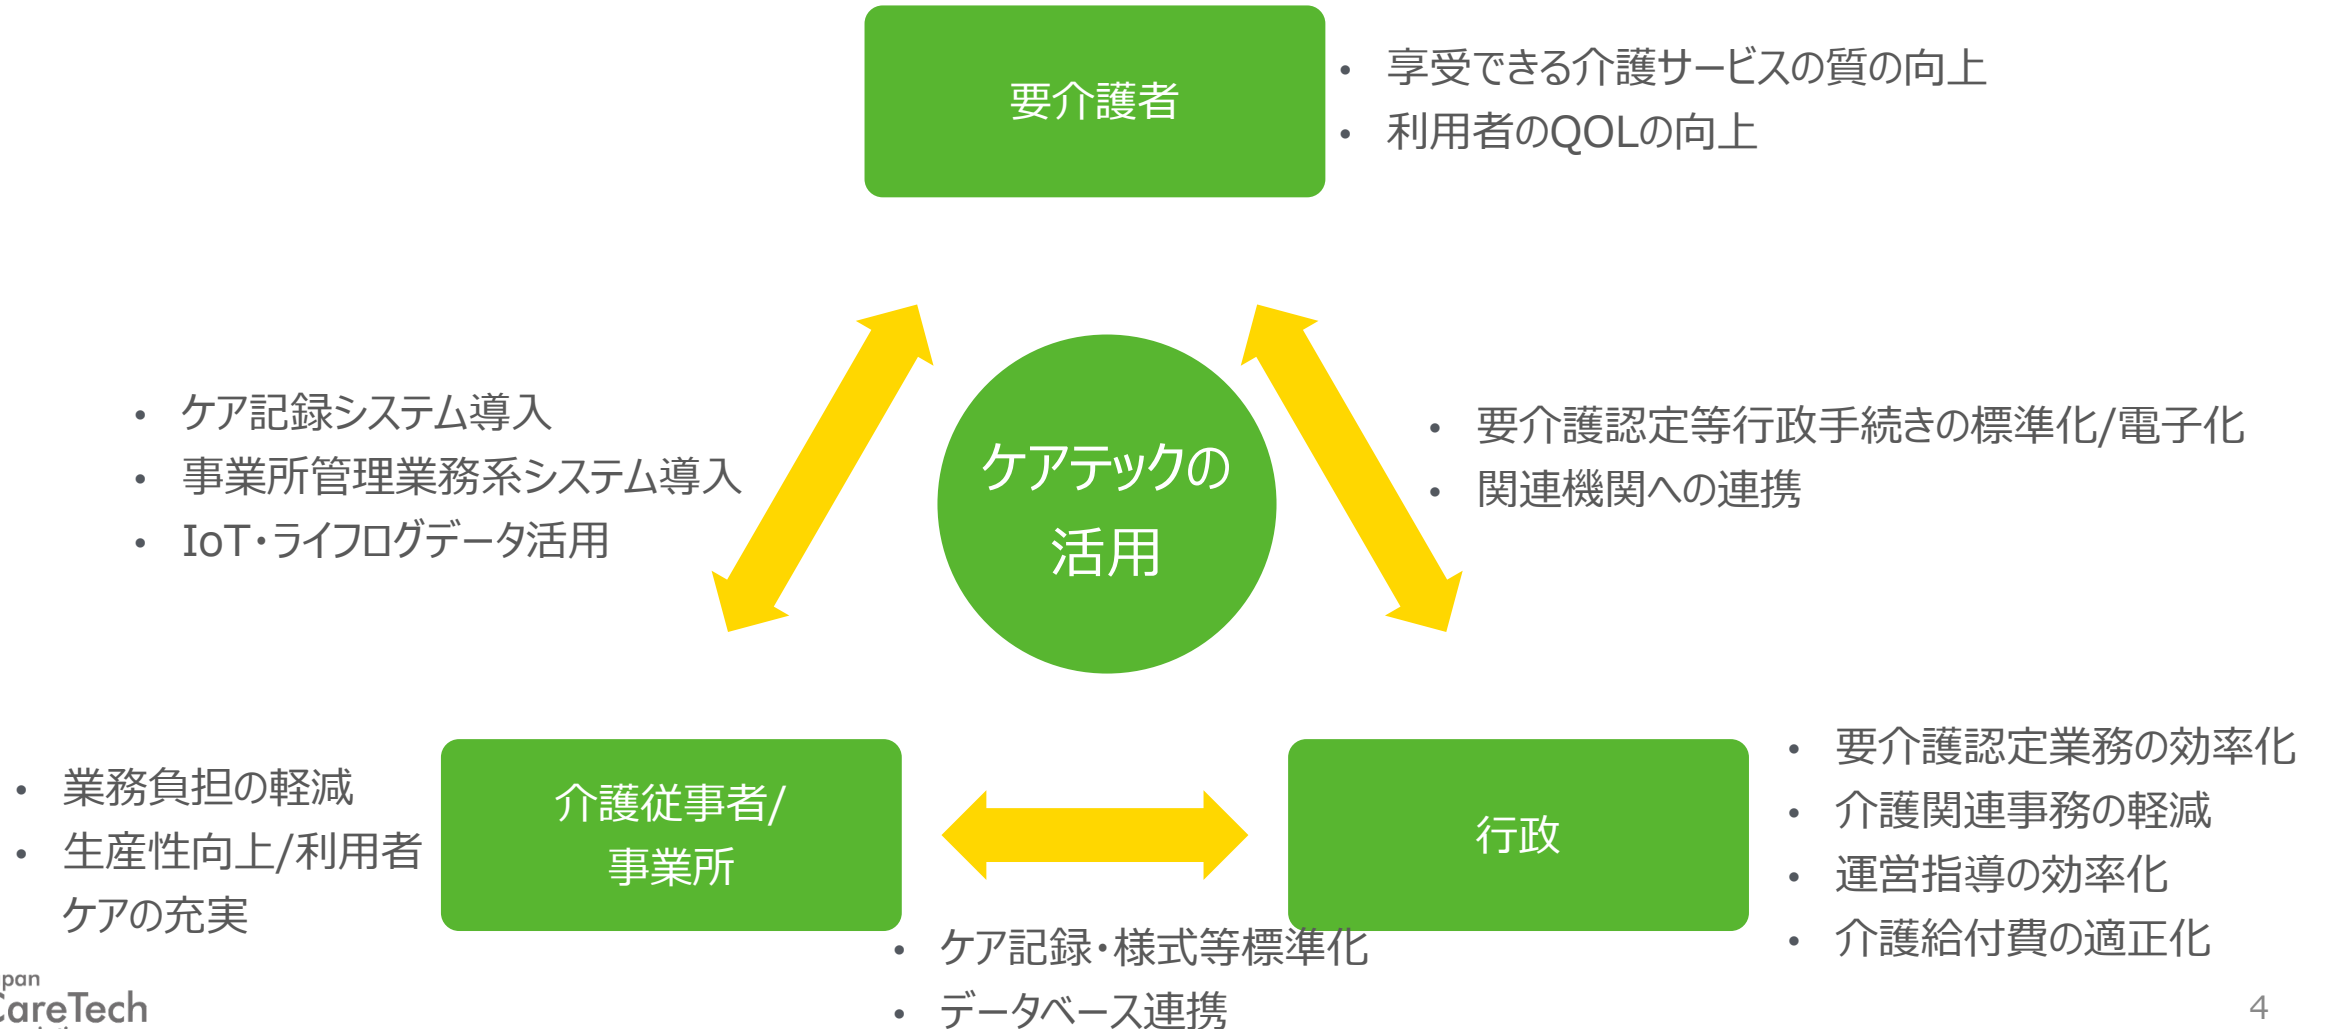 要介護者
• 享受できる介護サービスの質の向上
• 利用者のQOLの向上
• ケア記録システム導入
• 事業所管理業務系システム導入
• IoT・ライフログデータ活用
ケアテックの
活用
• 要介護認定等行政手続きの標準化/電子化
• 関連機関への連携
• 業務負担の軽減
• 生産性向上/利用者
ケアの充実
介護従事者/
事業所
行政
• 要介護認定業務の効率化
• 介護関連事務の軽減
• 運営指導の効率化
• 介護給付費の適正化
• ケア記録・様式等標準化
• データベース連携
pan
CareTech
4